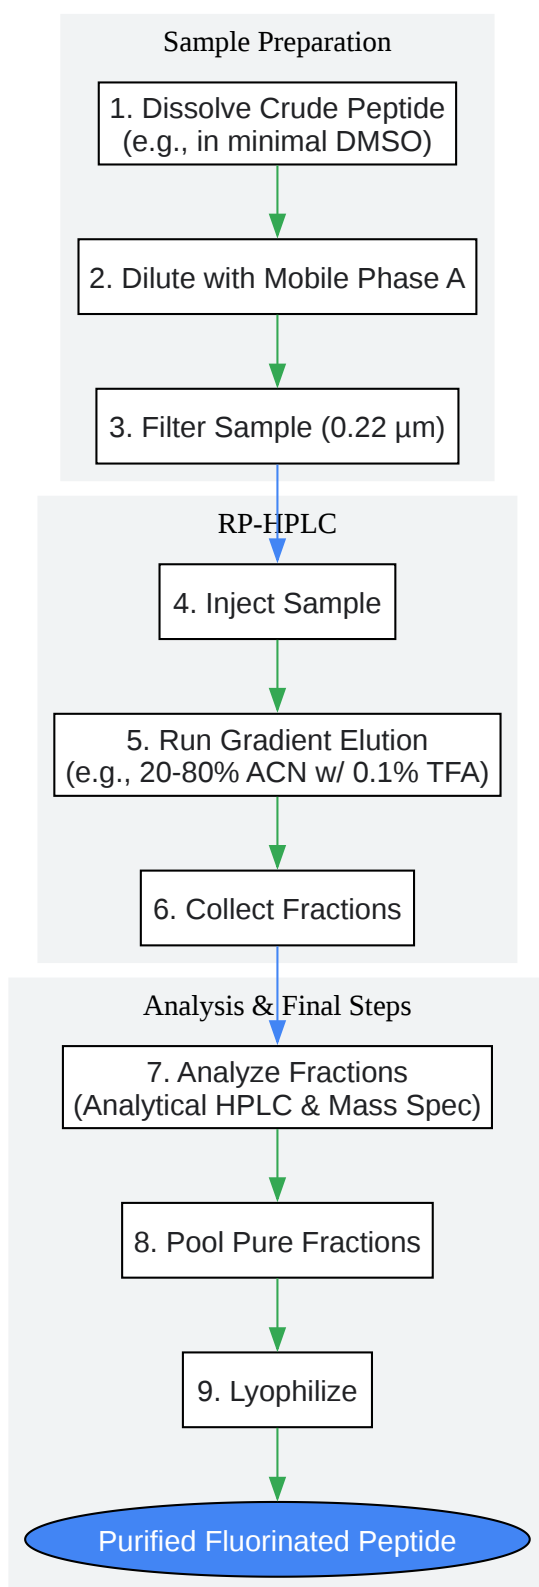 Sample Preparation
1. Dissolve Crude Peptide
(e.g., in minimal DMSO)
2. Dilute with Mobile Phase A
3. Filter Sample (0.22 µm)
RP-HPLC
4. Inject Sample
5. Run Gradient Elution
(e.g., 20-80% ACN w/ 0.1% TFA)
6. Collect Fractions
Analysis & Final Steps
7. Analyze Fractions
(Analytical HPLC & Mass Spec)
8. Pool Pure Fractions
9. Lyophilize
Purified Fluorinated Peptide